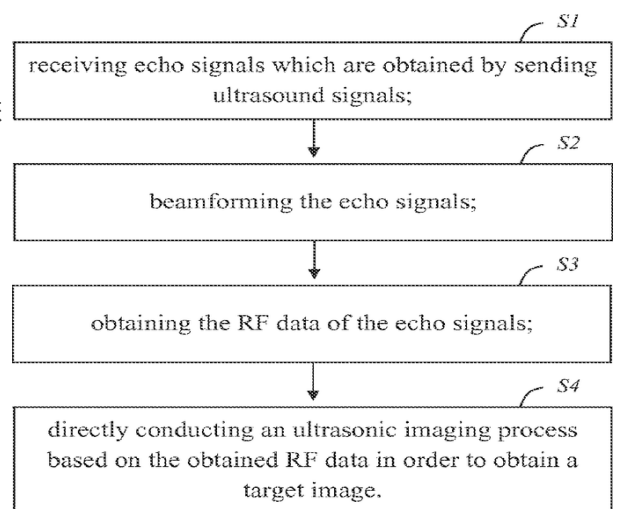 S1
receiving echo signals which are obtained by sending
ultrasound signals;
S2
beamforming the echo signals;
S3
obtaining the RF data of the echo signals;
S4
directly conducting an ultrasonic imaging process
based on the obtained RF data in order to obtain a
target image.